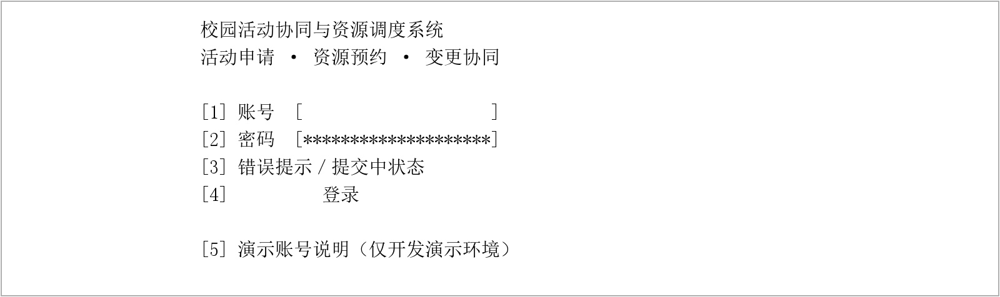 校园活动协同与资源调度系统
活动申请 · 资源预约 · 变更协同
[1] 账号 [                    ]
[2] 密码 [********************]
[3] 错误提示 / 提交中状态
[4]          登录
[5] 演示账号说明（仅开发演示环境）